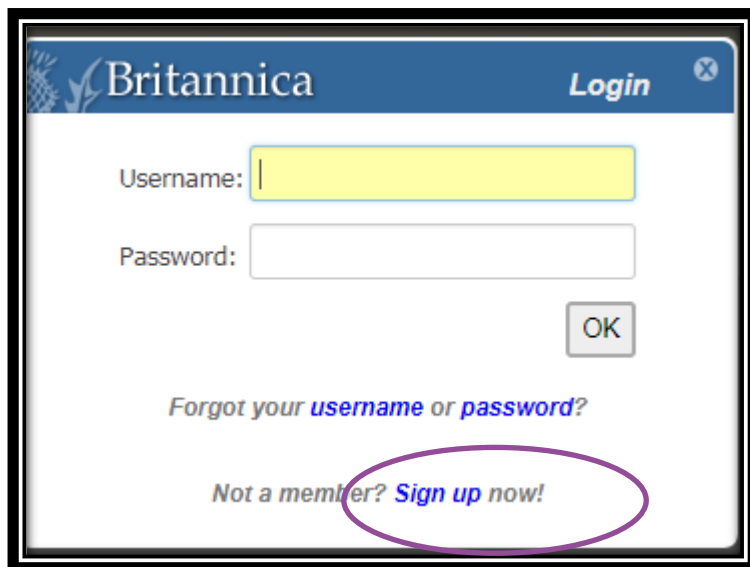 Britannica Login
Username:
Password:
OK
Forgot your username or password?
Not a member? Sign up now!